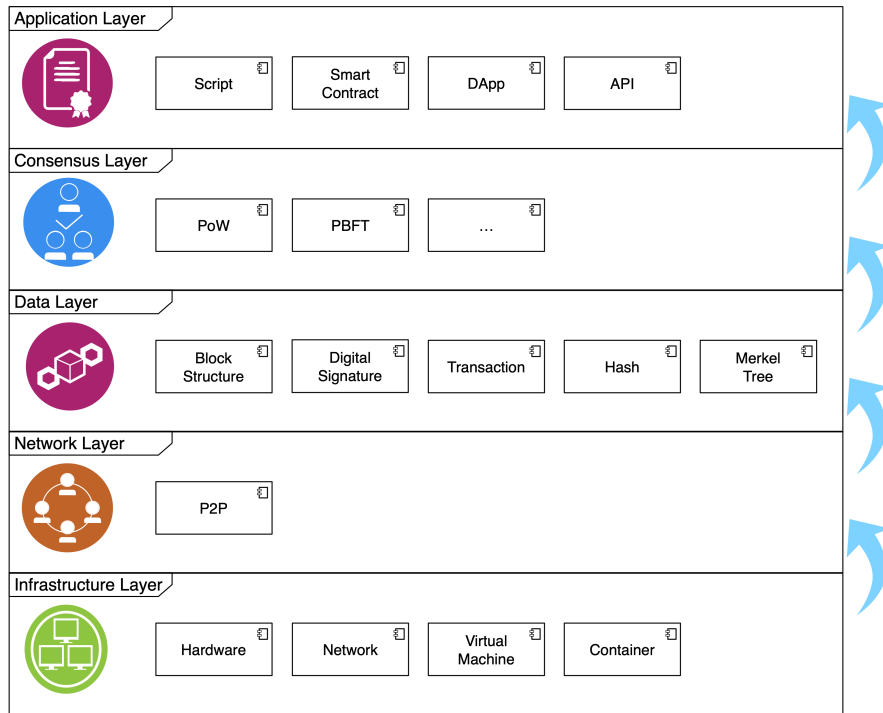 Application Layer
Script
Smart
Contract
DApp
API
Consensus Layer
PoW
PBFT
...
Data Layer
Block
Structure
Digital
Signature
Transaction
Hash
Merkel
Tree
Network Layer
P2P
Infrastructure Layer
Hardware
Network
Virtual
Machine
Container